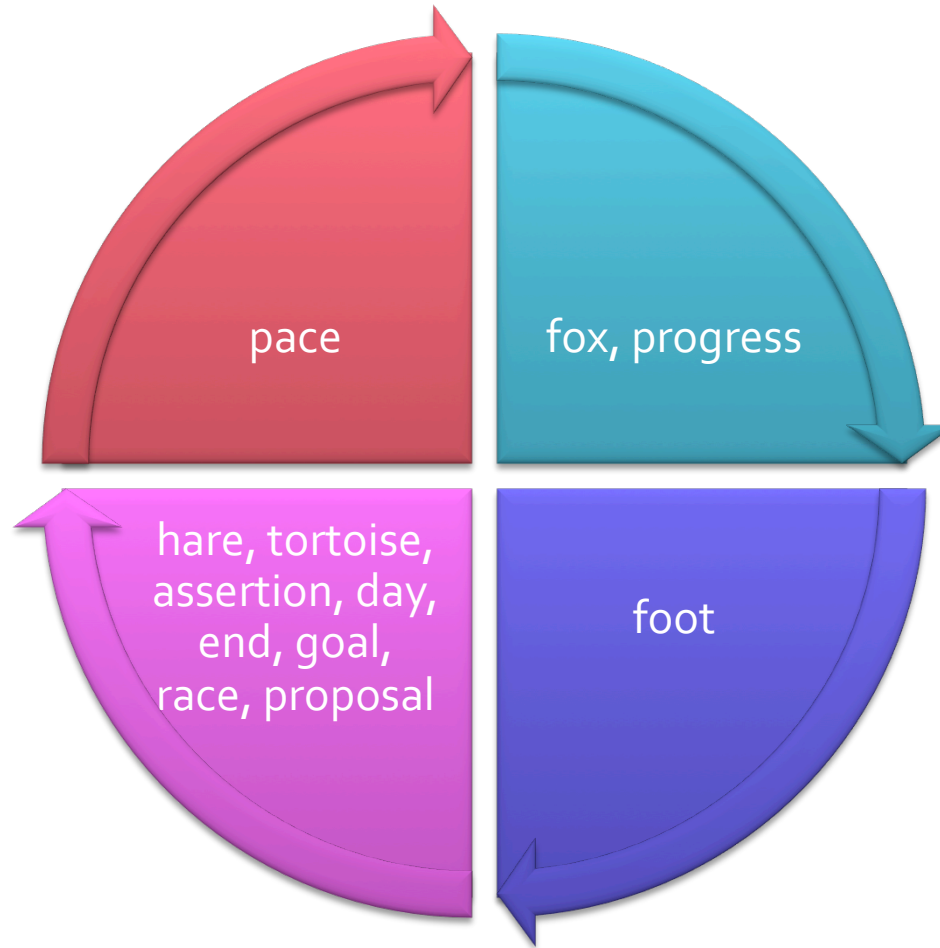 pace
fox, progress
hare, tortoise,
assertion, day,
end, goal,
race, proposal
foot